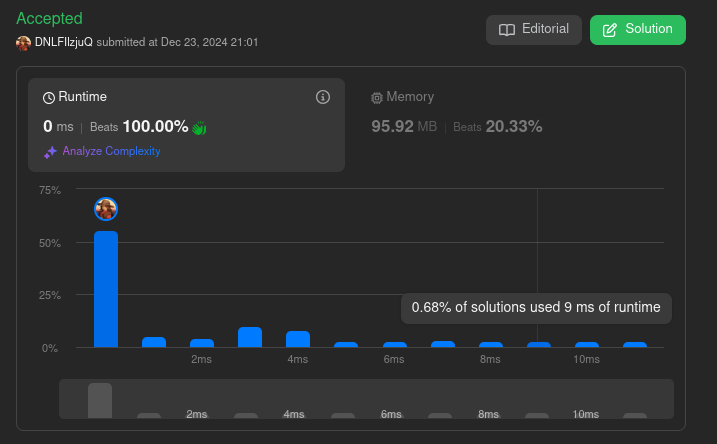 Accepted
DNLFIIzjuQ submitted at Dec 23, 2024 21:01
Editorial
Solution
Runtime
0 ms | Beats 100.00%
Analyze Complexity
Memory
95.92 MB | Beats 20.33%
75%
50%
25%
0%
0.68% of solutions used 9 ms of runtime
2ms 4ms 6ms 8ms 10ms
2ms 4ms 6ms 8ms 10ms